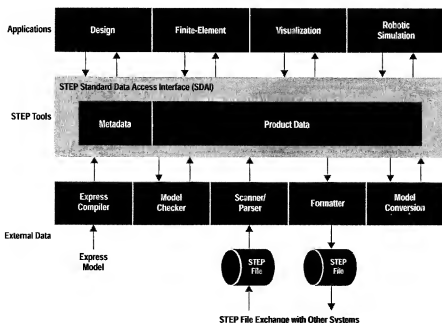 Applications
Design
Finite-Element
Visualization
Robotic
Simulation
STEP Standard Data Access Interface (SDAI)
STEP Tools
Metadata
Product Data
Express
Compiler
Model
Checker
Scanner/
Parser
Formatter
Model
Conversion
External Data
Express
Model
STEP
File
STEP
File
STEP File Exchange with Other Systems